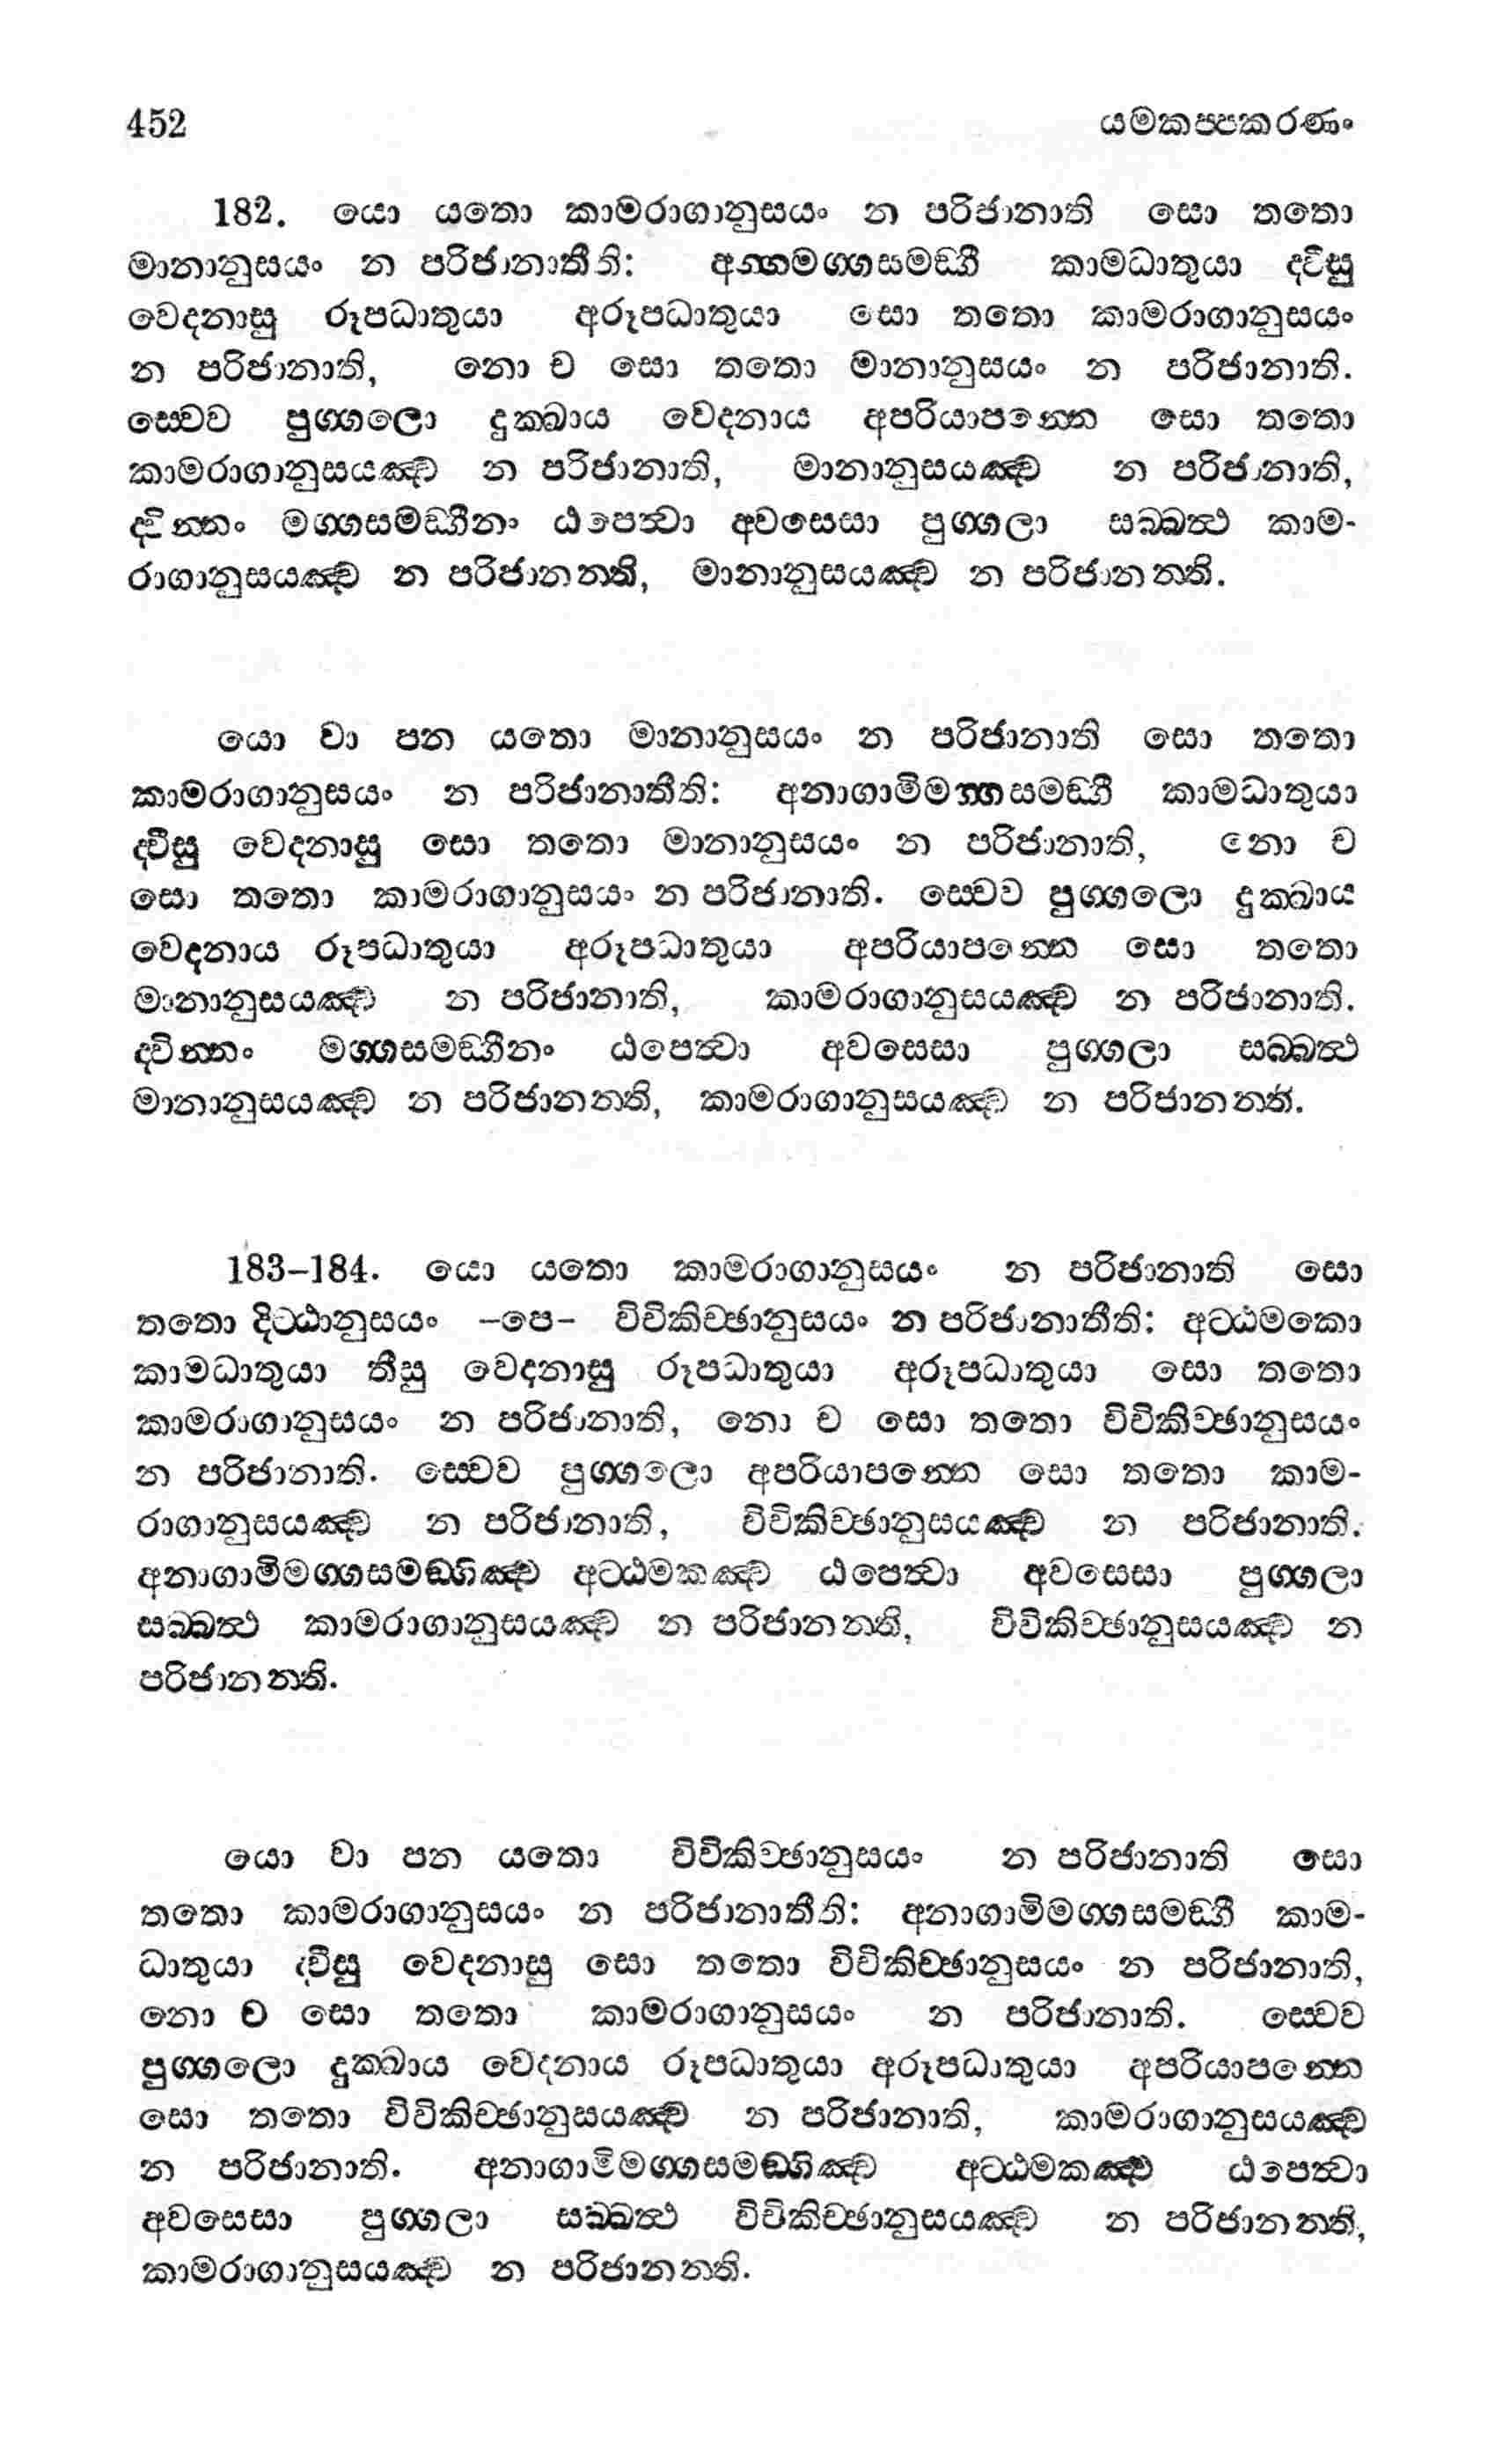 452 යමකප්පකරණං
182. යො යතො කාමරාගානුසයං න පරිජානාති සො තතො
මානානුසයං න පරිජානාතීති: අග්ගමග්ගසමඞ්ගී කාමධාතුයා ද්වීසු
වෙදනාසු රූපධාතුයා අරූපධාතුයා සො තතො කාමරාගානුසයං
න පරිජානාති, නො ච සො තතො මානානුසයං න පරිජානාති.
ස්වෙව පුග්ගලො දුක්ඛාය වෙදනාය අපරියාපන්නෙ සො තතො
කාමරාගානුසයඤ්ච න පරිජානාති, මානානුසයඤ්ච න පරිජානාති,
ද්වින්නං මග්ගසමඞ්ගීනං ඨපෙත්වා අවසෙසා පුග්ගලා සබ්බත්ථ කාම-
රාගානුසයඤ්ච න පරිජානන්ති, මානානුසයඤ්ච න පරිජානන්ති.
යො වා පන යතො මානානුසයං න පරිජානාති සො තතො
කාමරාගානුසයං න පරිජානාතීති: අනාගාමිමග්ගසමඞ්ගී කාමධාතුයා
ද්වීසු වෙදනාසු සො තතො මානානුසයං න පරිජානාති, නො ච
සො තතො කාමරාගානුසයං න පරිජානාති. ස්වෙව පුග්ගලො දුක්ඛාය
වෙදනාය රූපධාතුයා අරූපධාතුයා අපරියාපන්නෙ සො තතො
මානානුසයඤ්ච න පරිජානාති, කාමරාගානුසයඤ්ච න පරිජානාති.
ද්වින්නං මග්ගසමඞ්ගීනං ඨපෙත්වා අවසෙසා පුග්ගලා සබ්බත්ථ
මානානුසයඤ්ච න පරිජානන්ති, කාමරාගානුසයඤ්ච න පරිජානන්ති.
183-184. යො යතො කාමරාගානුසයං න පරිජානාති සො
තතො දිට්ඨානුසයං -පෙ- විචිකිච්ඡානුසයං න පරිජානාතීති: අට්ඨමකො
කාමධාතුයා තීසු වෙදනාසු රූපධාතුයා අරූපධාතුයා සො තතො
කාමරාගානුසයං න පරිජානාති, නො ච සො තතො විචිකිච්ඡානුසයං
න පරිජානාති. ස්වෙව පුග්ගලො අපරියාපන්නෙ සො තතො කාම-
රාගානුසයඤ්ච න පරිජානාති, විචිකිච්ඡානුසයඤ්ච න පරිජානාති.
අනාගාමිමග්ගසමඞ්ගිඤ්ච අට්ඨමකඤ්ච ඨපෙත්වා අවසෙසා පුග්ගලා
සබ්බත්ථ කාමරාගානුසයඤ්ච න පරිජානන්ති, විචිකිච්ඡානුසයඤ්ච න
පරිජානන්ති.
යො වා පන යතො විචිකිච්ඡානුසයං න පරිජානාති සො
තතො කාමරාගානුසයං න පරිජානාතීති: අනාගාමිමග්ගසමඞ්ගී කාම-
ධාතුයා ද්වීසු වෙදනාසු සො තතො විචිකිච්ඡානුසයං න පරිජානාති,
නො ච සො තතො කාමරාගානුසයං න පරිජානාති. ස්වෙව
පුග්ගලො දුක්ඛාය වෙදනාය රූපධාතුයා අරූපධාතුයා අපරියාපන්නෙ
සො තතො විචිකිච්ඡානුසයඤ්ච න පරිජානාති, කාමරාගානුසයඤ්ච
න පරිජානාති. අනාගාමිමග්ගසමඞ්ගිඤ්ච අට්ඨමකඤ්ච ඨපෙත්වා
අවසෙසා පුග්ගලා සබ්බත්ථ විචිකිච්ඡානුසයඤ්ච න පරිජානන්ති,
කාමරාගානුසයඤ්ච න පරිජානන්ති.